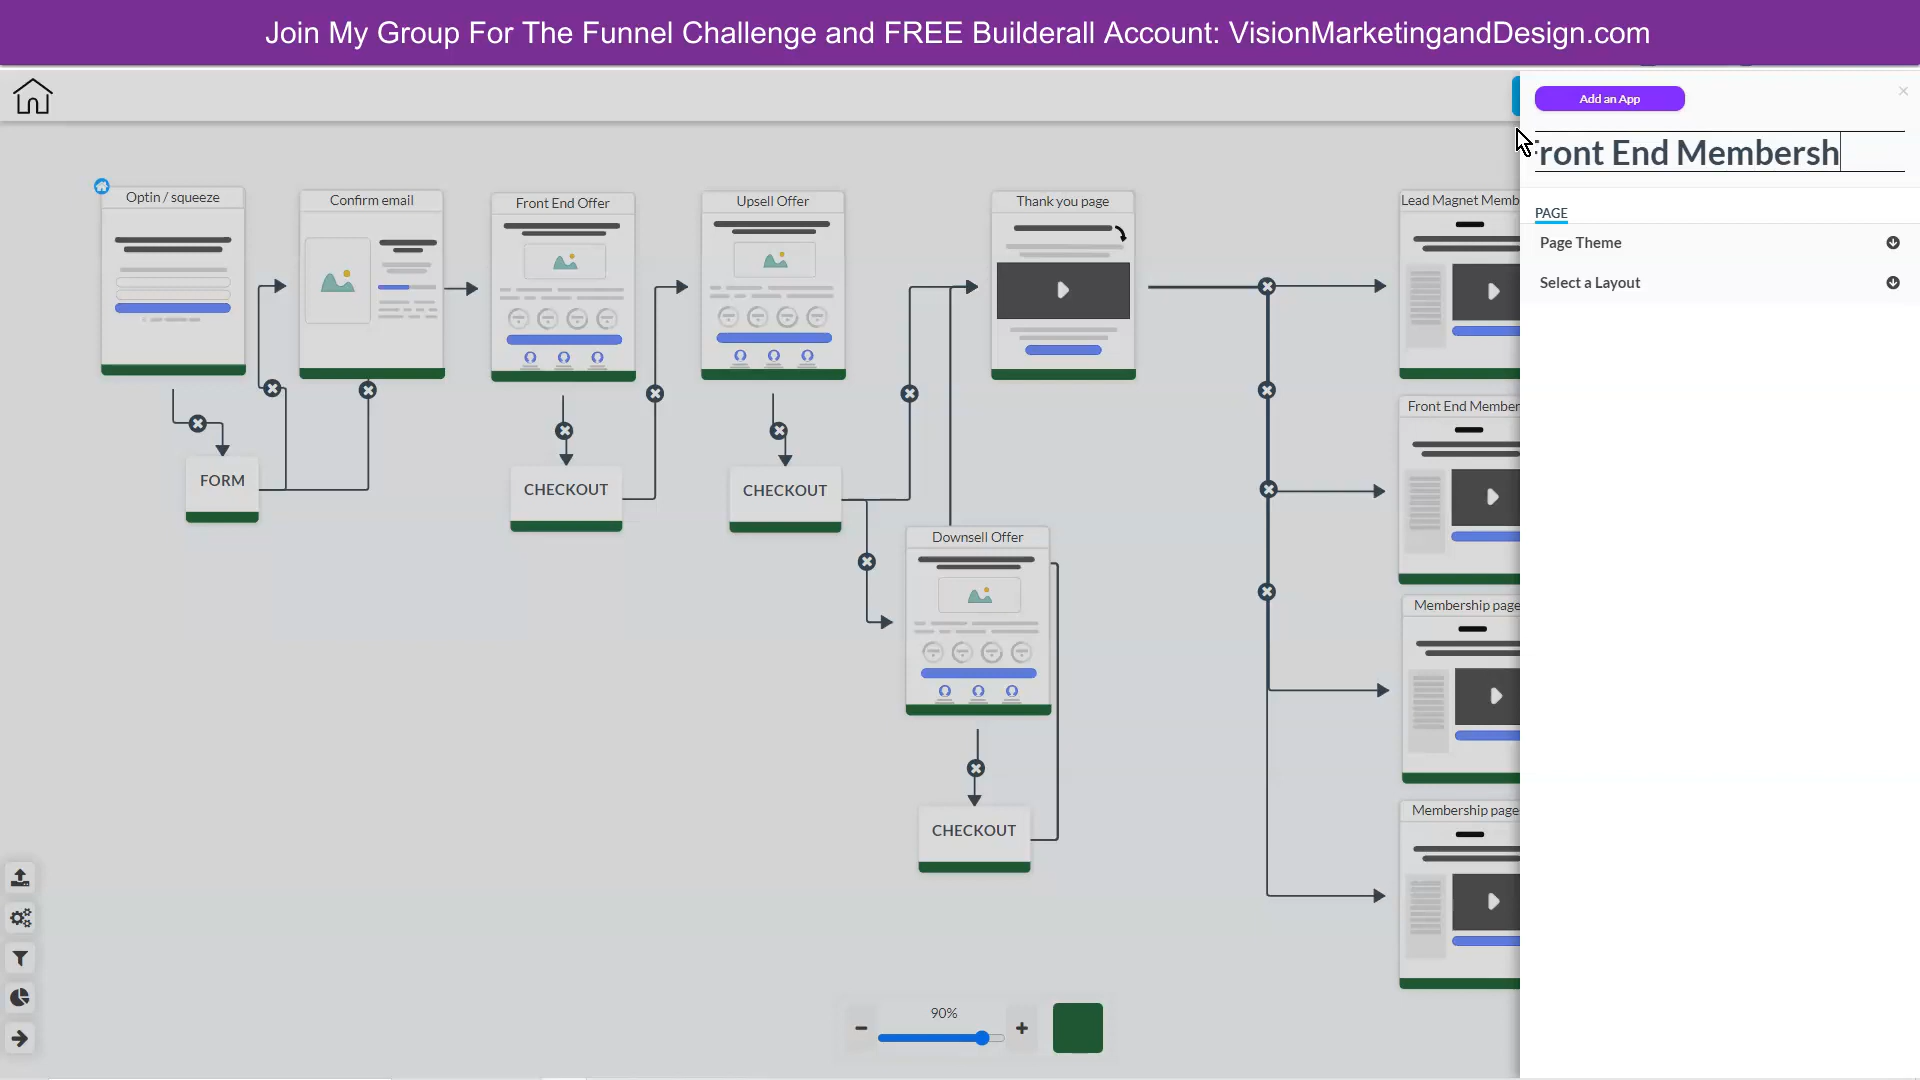 Join My Group For The Funnel Challenge and FREE Builderall Account: VisionMarketingandDesign.com
Add an App
ront End Membersh
PAGE
Page Theme
Select a Layout
Optin / squeeze
Confirm email
Front End Offer
Upsell Offer
Thank you page
Lead Magnet Memb
Front End Member
FORM
CHECKOUT
CHECKOUT
Downsell Offer
Membership page
CHECKOUT
Membership page
90%